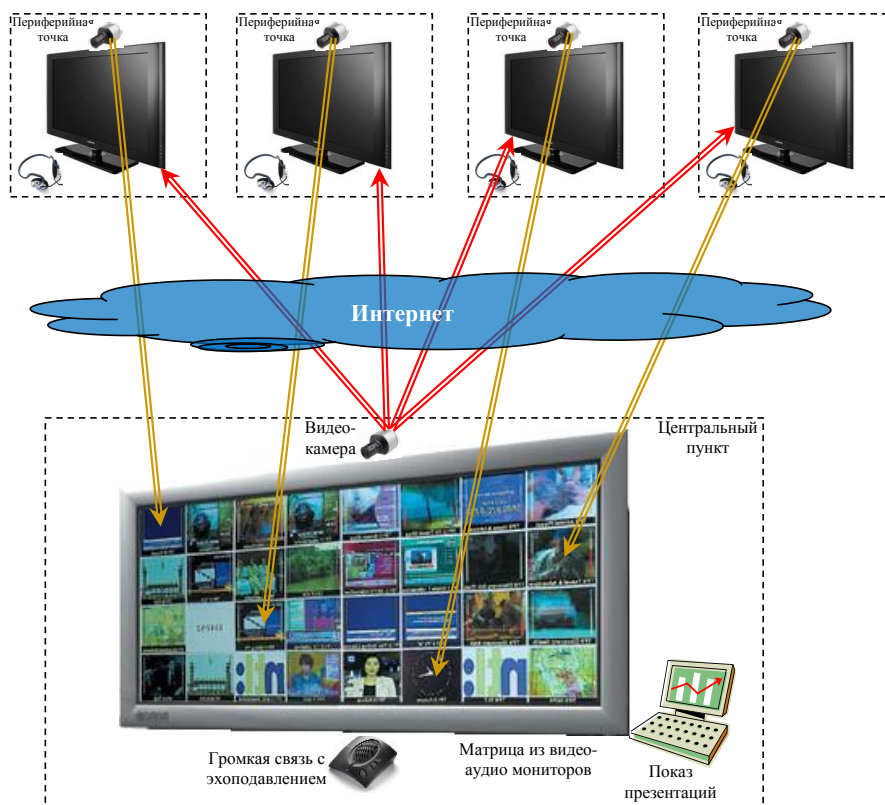 Периферийна-
точка
Периферийна-
точка
Периферийна-
точка
Периферийна-
точка
Интернет
Видео-
камера
Центральный
пункт
Громкая связь с
эхоподавлением
Матрица из видео-
аудио мониторов
Показ
презентаций